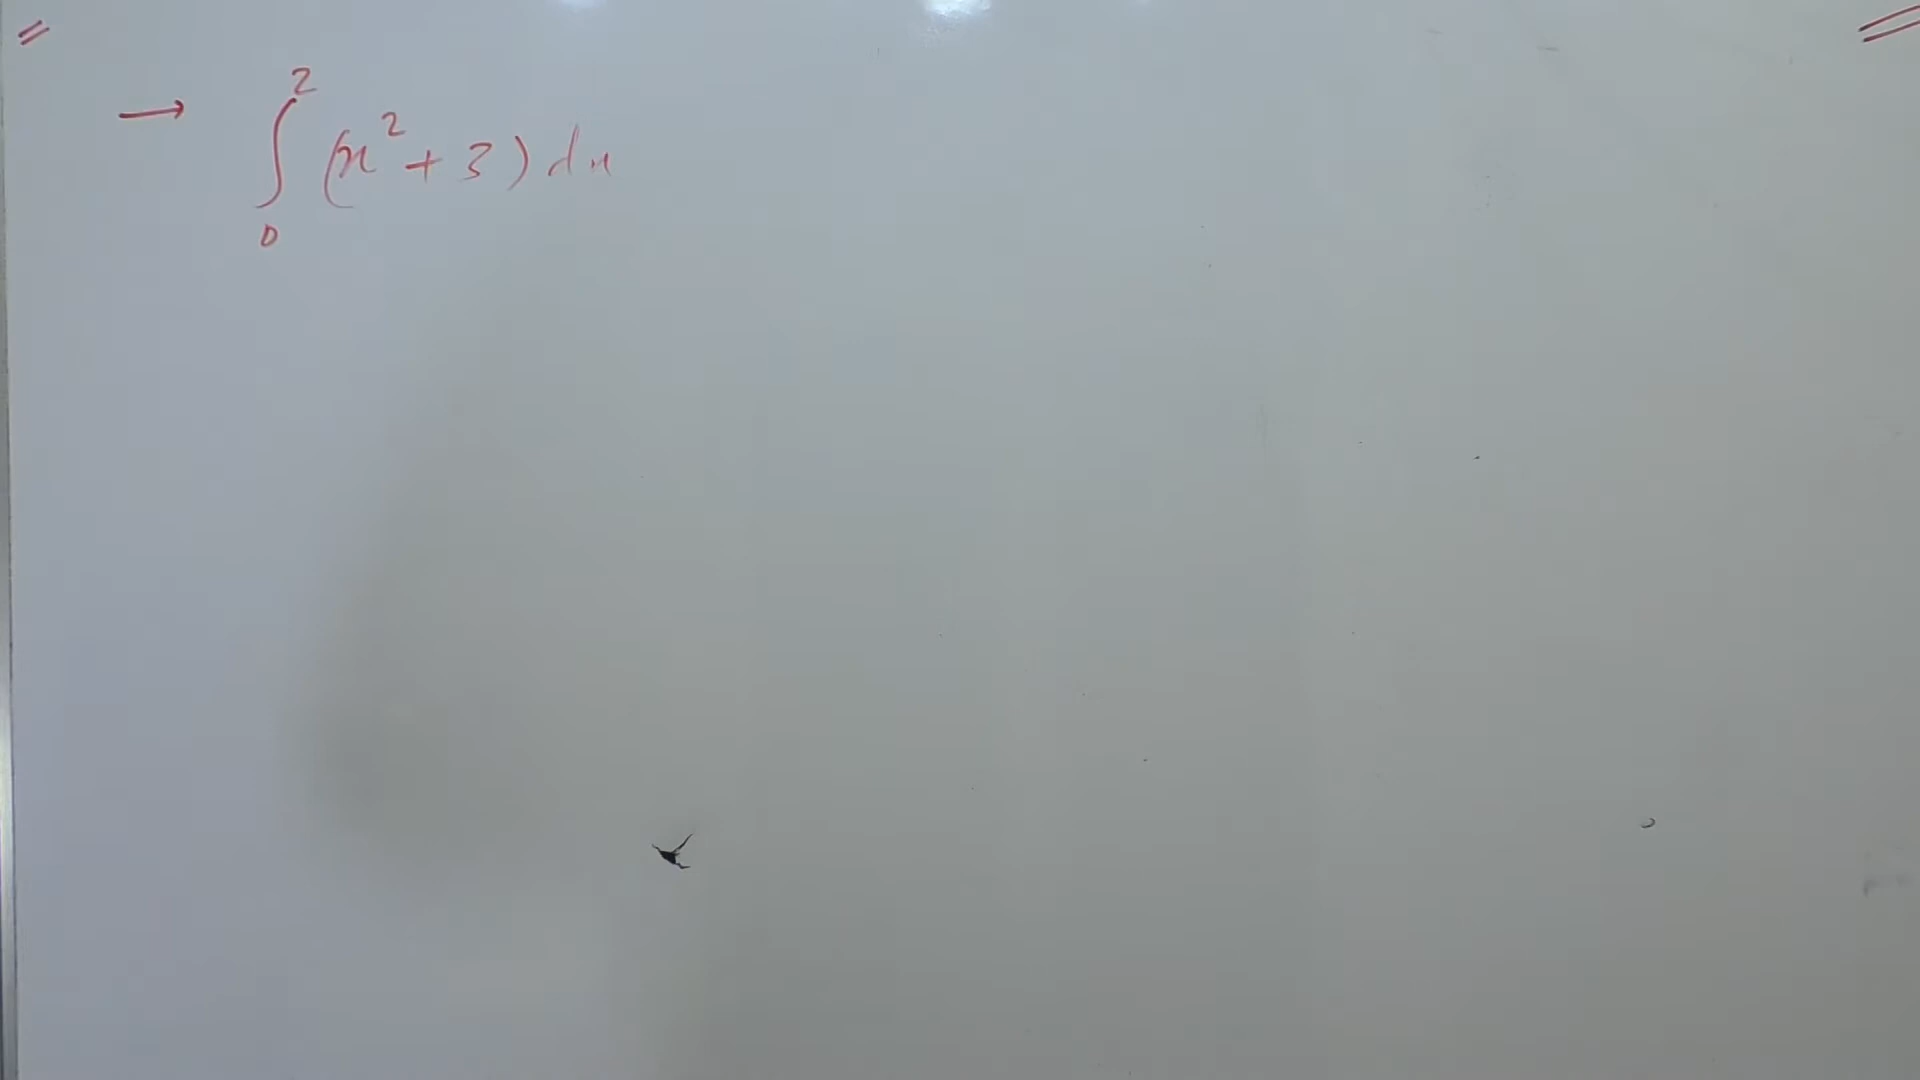 → ∫₀² (x² + 3) dx